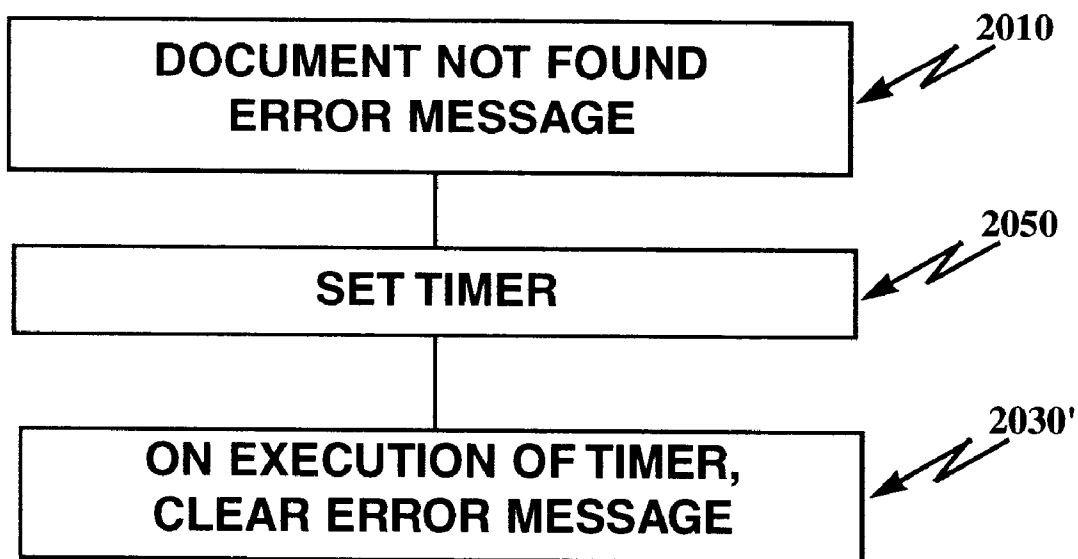 2010
DOCUMENT NOT FOUND
ERROR MESSAGE
2050
SET TIMER
2030'
ON EXECUTION OF TIMER,
CLEAR ERROR MESSAGE